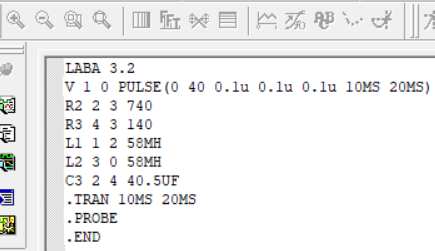 LABA 3.2
V 1 0 PULSE(0 40 0.1u 0.1u 0.1u 10MS 20MS)
R2 2 3 740
R3 4 3 140
L1 1 2 58MH
L2 3 0 58MH
C3 2 4 40.5UF
.TRAN 10MS 20MS
.PROBE
.END